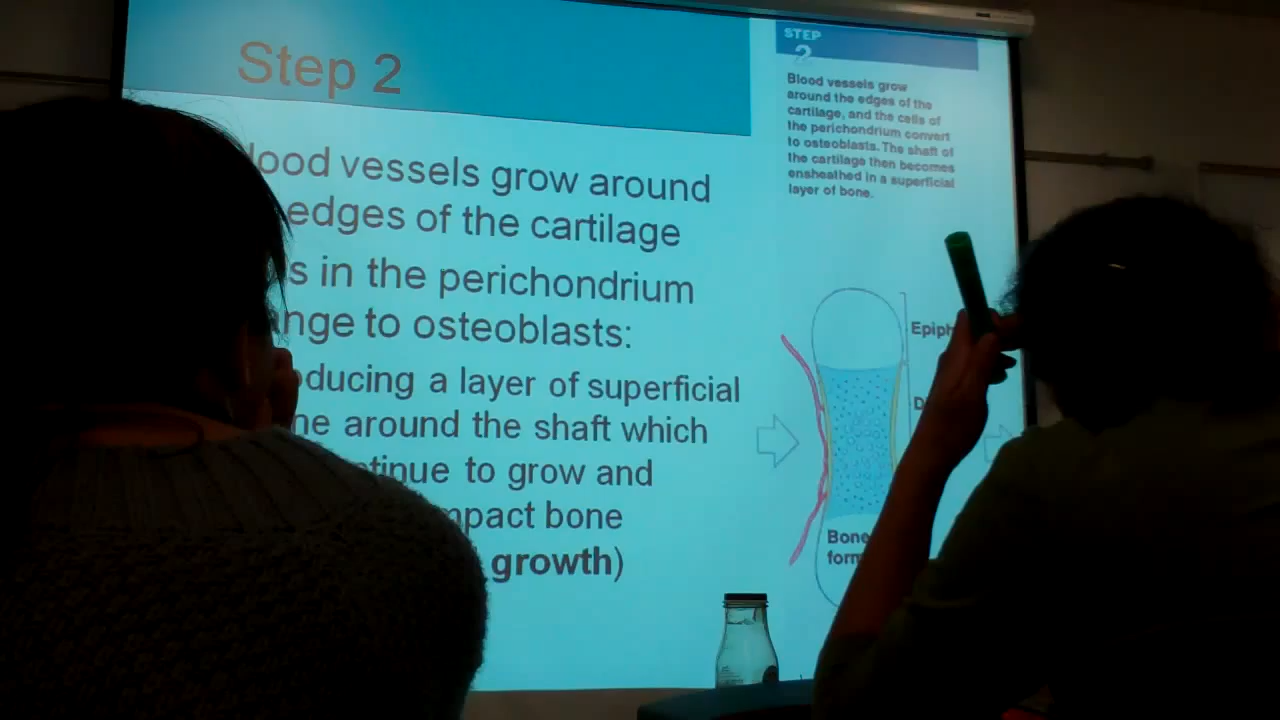 Step 2
lood vessels grow around
edges of the cartilage
s in the perichondrium
nge to osteoblasts:
ducing a layer of superficial
ne around the shaft which
tinue to grow and
mpact bone
growth)
STEP
2
Blood vessels grow
around the edges of the
cartilage, and the cells of
the perichondrium convert
to osteoblasts. The shaft of
the cartilage then becomes
ensheathed in a superficial
layer of bone.
Epiph
D
Bone
form